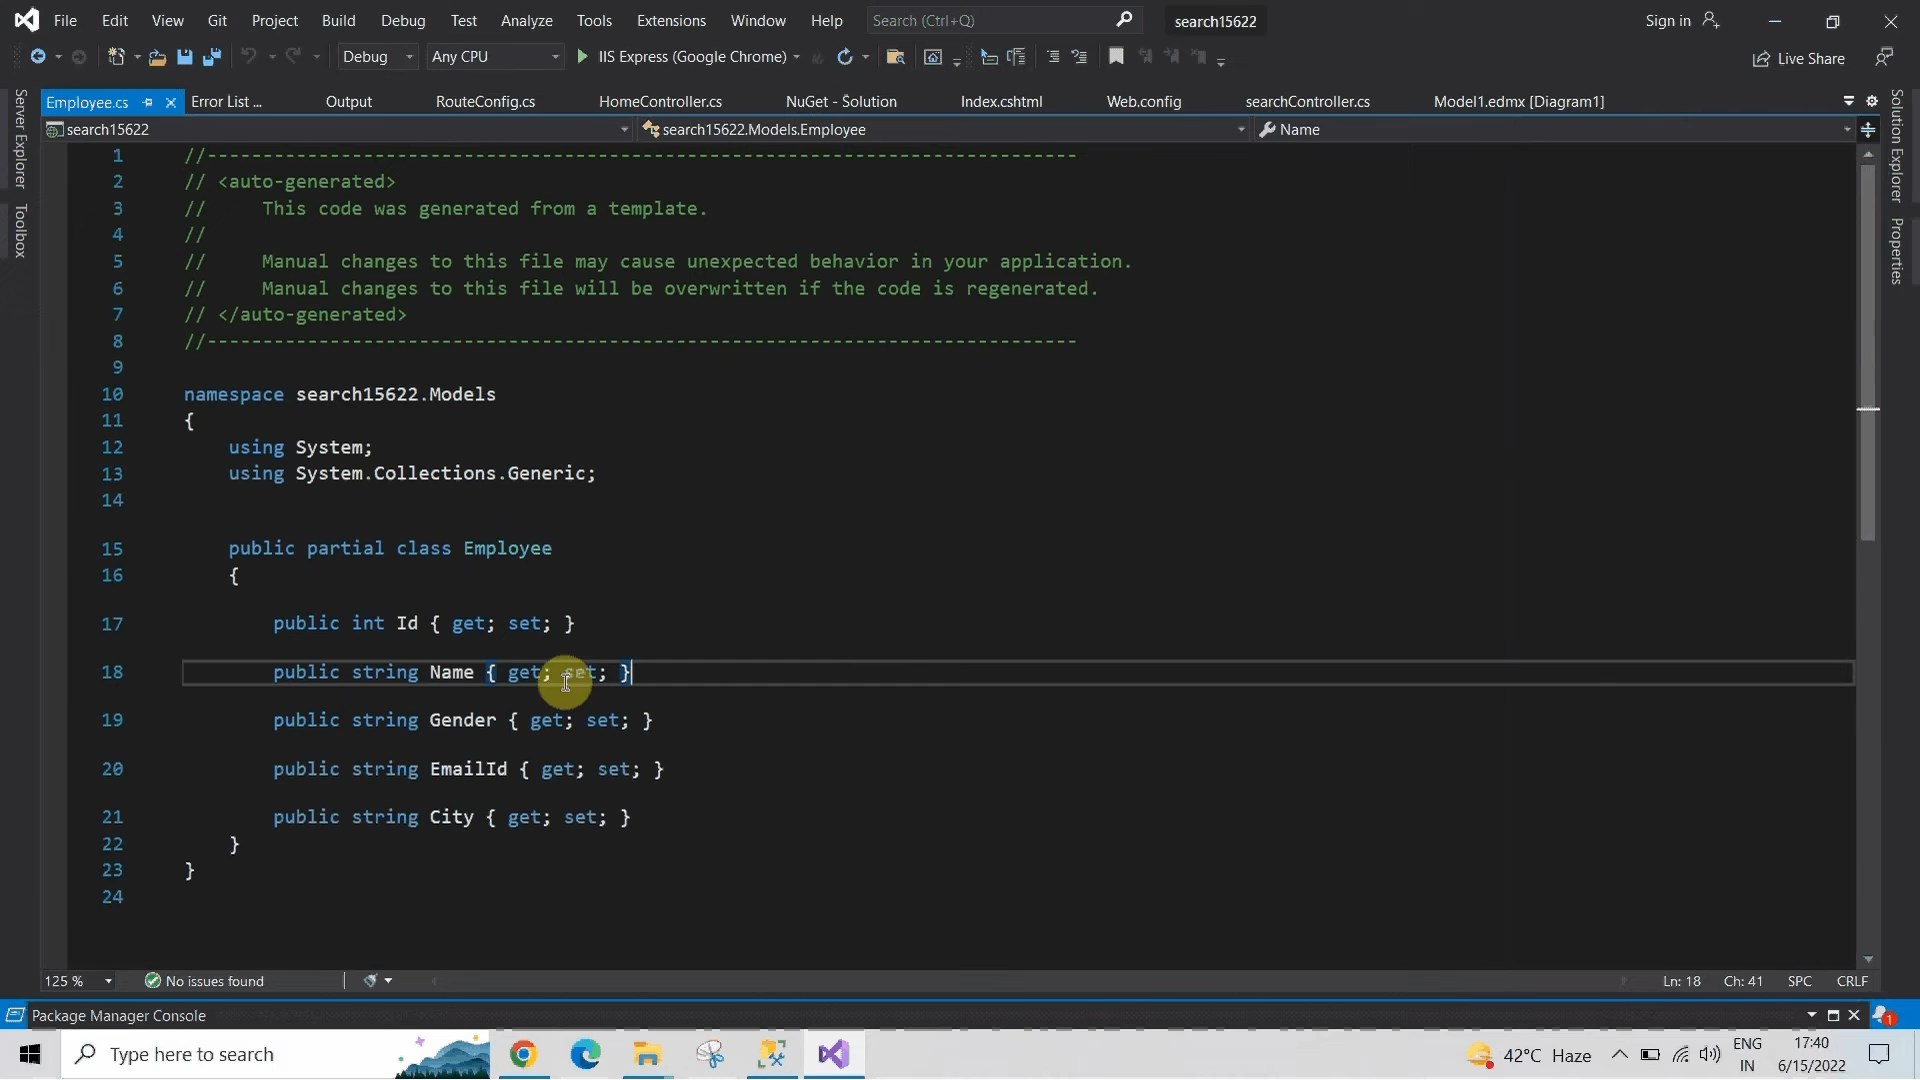 File Edit View Git Project Build Debug Test Analyze Tools Extensions Window Help Search (Ctrl+Q) search15622 Sign in
Debug Any CPU IIS Express (Google Chrome) Live Share
Employee.cs Error List ... Output RouteConfig.cs HomeController.cs NuGet - Solution Index.cshtml Web.config searchController.cs Model1.edmx [Diagram1]
search15622 search15622.Models.Employee Name
Server Explorer
Toolbox
Solution Explorer
Properties
1 //------------------------------------------------------------------------------
2 // <auto-generated>
3 //     This code was generated from a template.
4 //
5 //     Manual changes to this file may cause unexpected behavior in your application.
6 //     Manual changes to this file will be overwritten if the code is regenerated.
7 // </auto-generated>
8 //------------------------------------------------------------------------------
9
10 namespace search15622.Models
11 {
12     using System;
13     using System.Collections.Generic;
14
15     public partial class Employee
16     {
17         public int Id { get; set; }
18         public string Name { get; set; }
19         public string Gender { get; set; }
20         public string EmailId { get; set; }
21         public string City { get; set; }
22     }
23 }
24
125 % No issues found Ln: 18 Ch: 41 SPC CRLF
Package Manager Console 1
Type here to search 42°C Haze ENG IN 17:40 6/15/2022